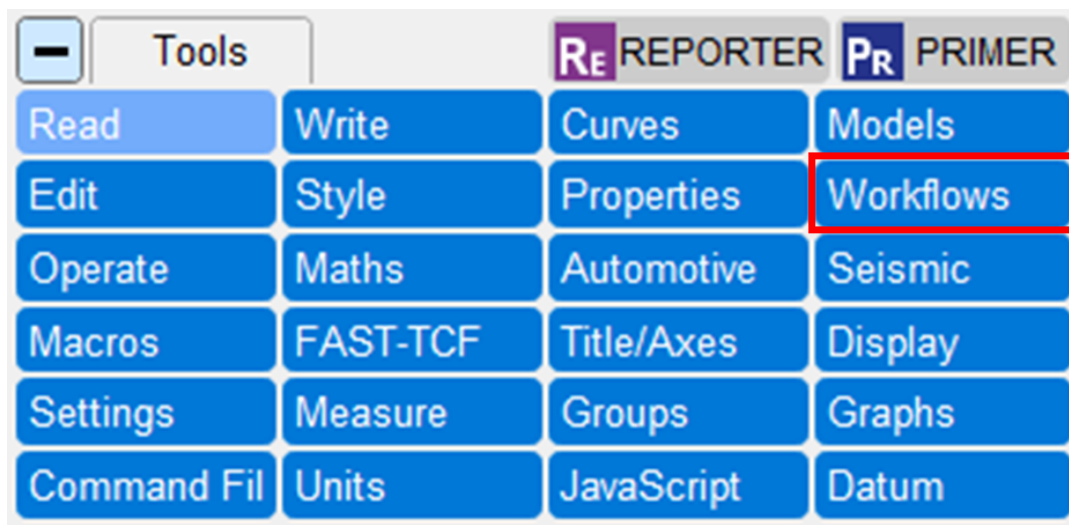 Tools RE REPORTER PR PRIMER
Read Write Curves Models
Edit Style Properties Workflows
Operate Maths Automotive Seismic
Macros FAST-TCF Title/Axes Display
Settings Measure Groups Graphs
Command Fil Units JavaScript Datum